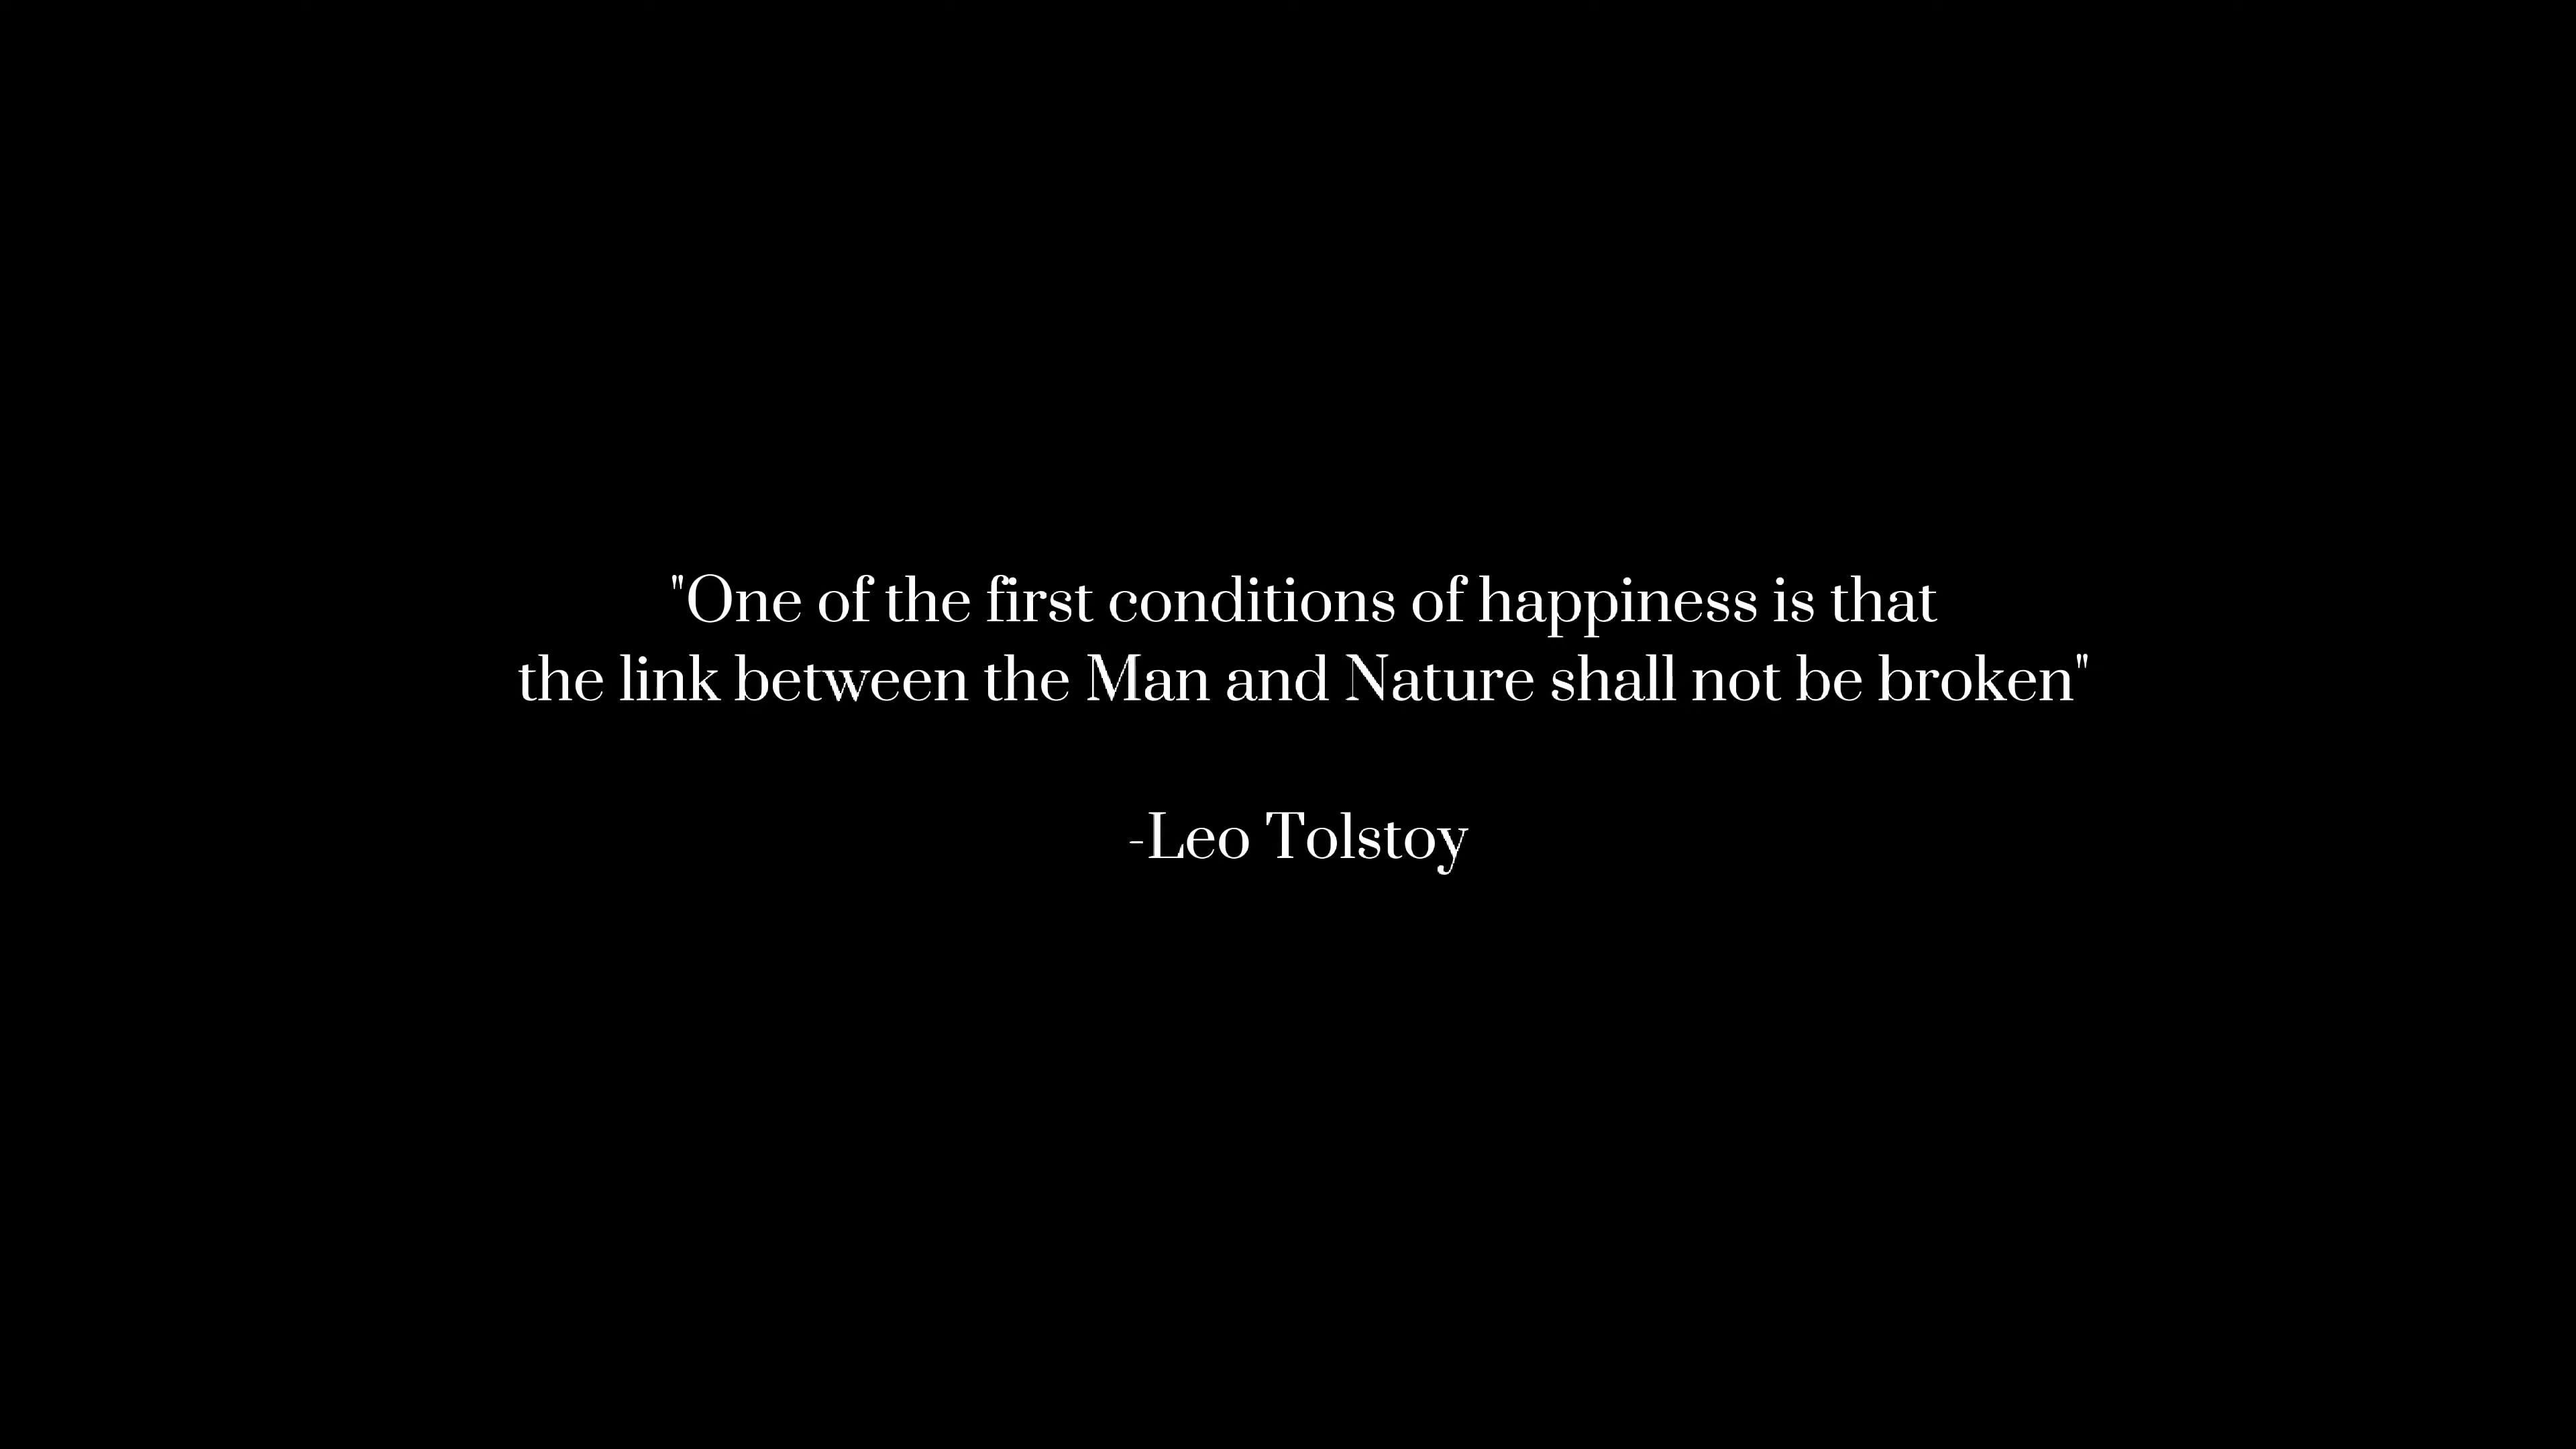 "One of the first conditions of happiness is that
the link between the Man and Nature shall not be broken"
-Leo Tolstoy